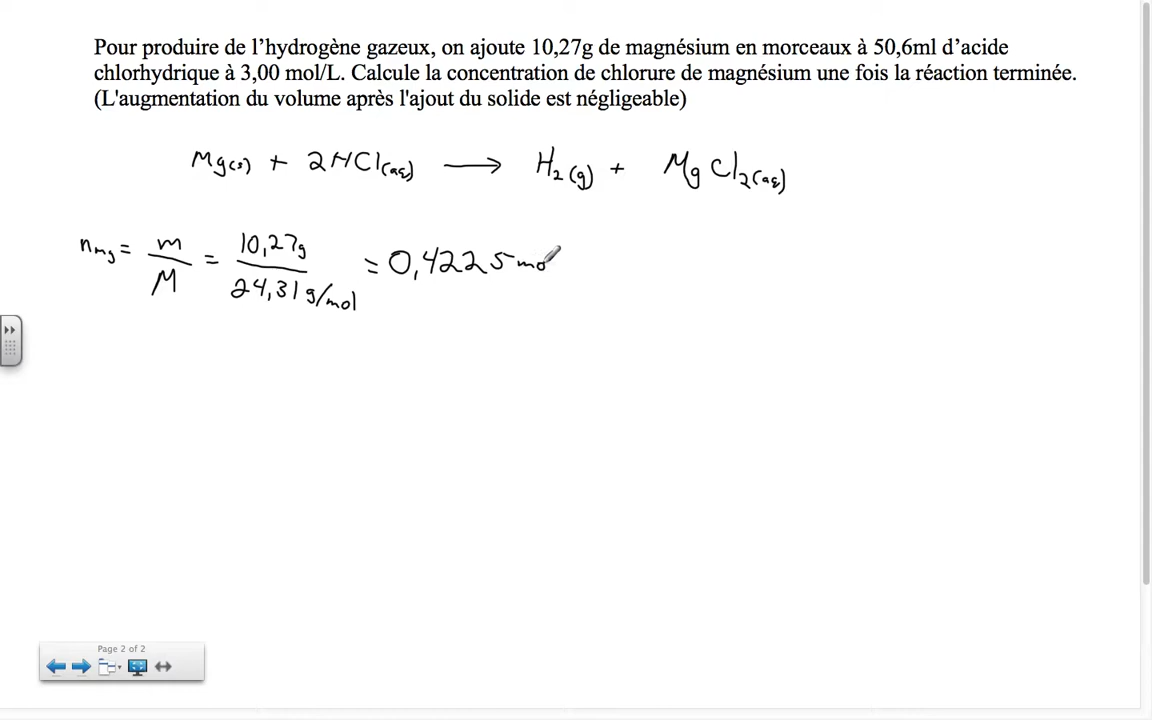 Pour produire de l’hydrogène gazeux, on ajoute 10,27g de magnésium en morceaux à 50,6ml d’acide
chlorhydrique à 3,00 mol/L. Calcule la concentration de chlorure de magnésium une fois la réaction terminée.
(L'augmentation du volume après l'ajout du solide est négligeable)
Mg(s) + 2HCl(aq) ⟶ H₂(g) + MgCl₂(aq)
n_mg = m/M = 10,27g / 24,31 g/mol = 0,4225 mo
Page 2 of 2